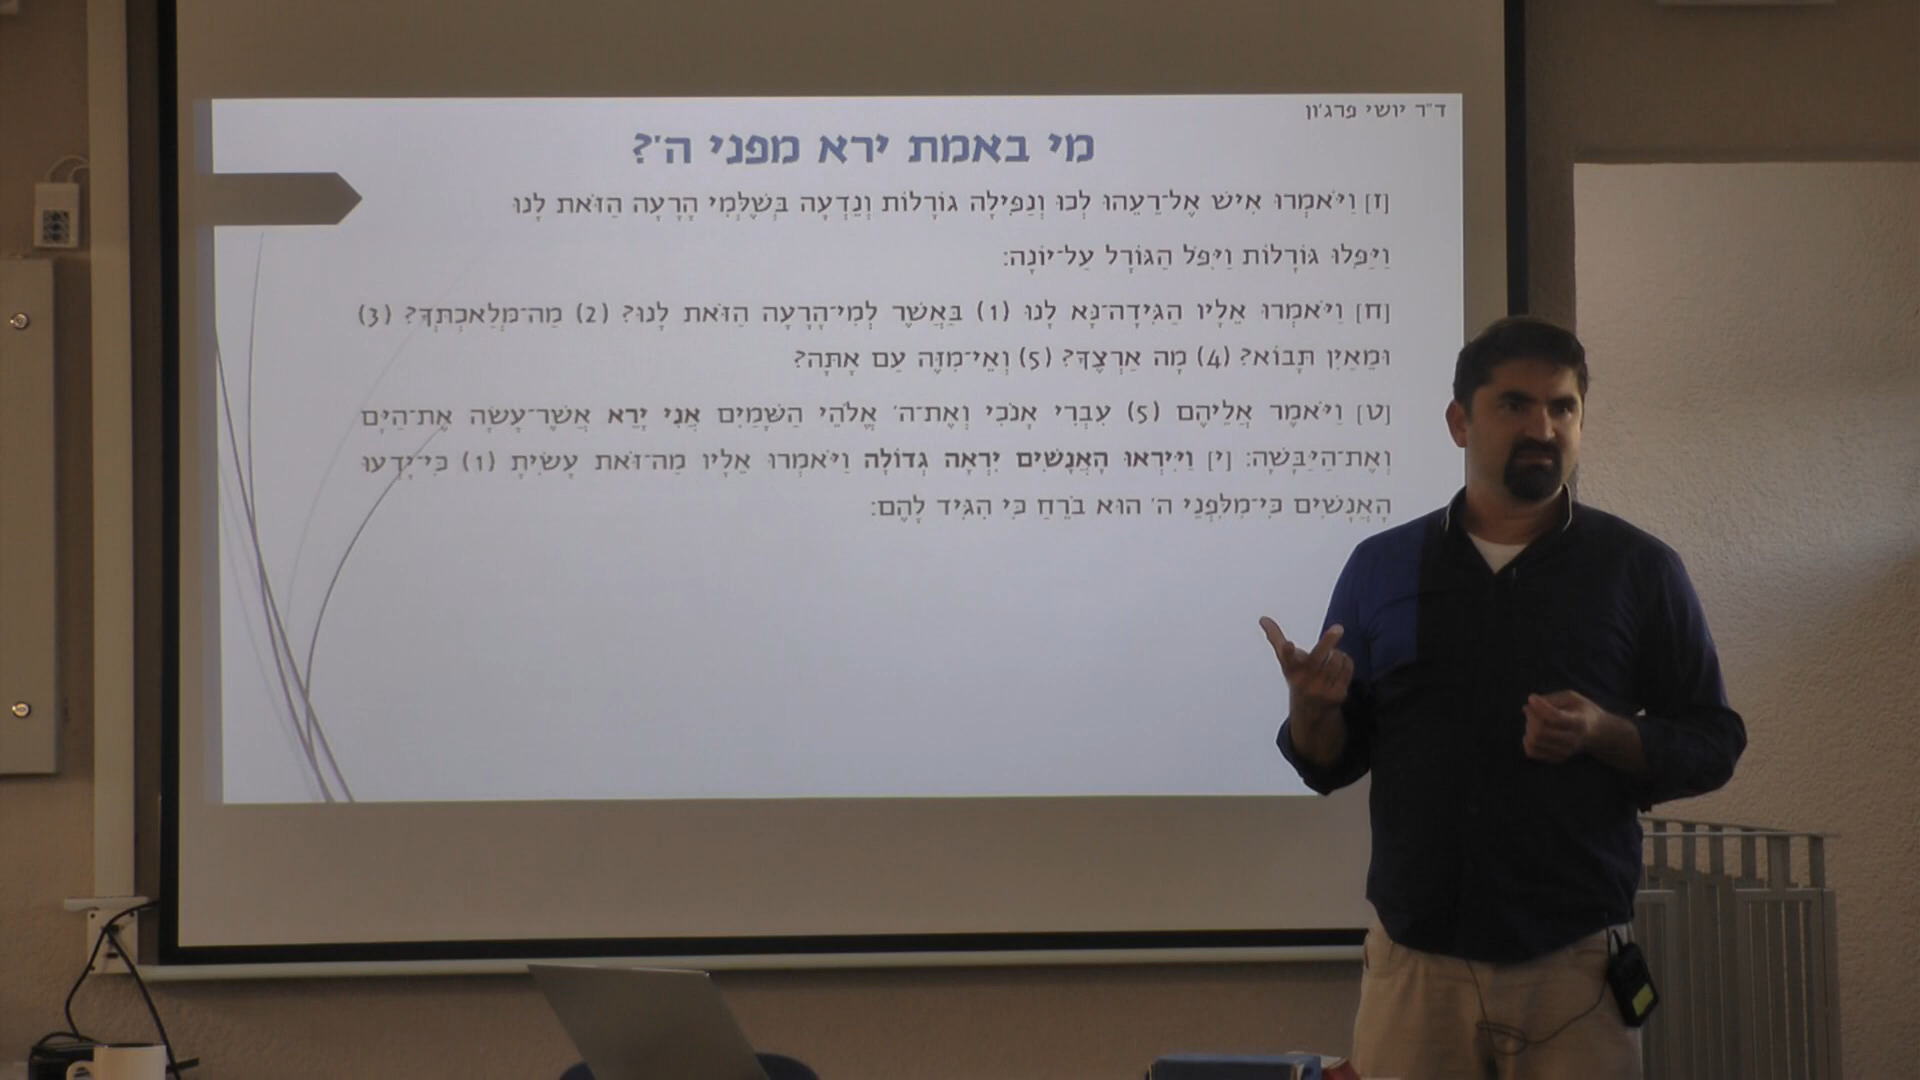 ד"ר יושי פרג'ון
מי באמת ירא מפני ה'?
[ז] וַיֹּאמְרוּ אִישׁ אֶל־רֵעֵהוּ לְכוּ וְנַפִּילָה גוֹרָלוֹת וְנֵדְעָה בְּשֶׁלְּמִי הָרָעָה הַזֹּאת לָנוּ
וַיַּפִּלוּ גּוֹרָלוֹת וַיִּפֹּל הַגּוֹרָל עַל־יוֹנָה:
[ח] וַיֹּאמְרוּ אֵלָיו הַגִּידָה־נָּא לָנוּ (1) בַּאֲשֶׁר לְמִי־הָרָעָה הַזֹּאת לָנוּ? (2) מַה־מְּלַאכְתְּךָ? (3)
וּמֵאַיִן תָּבוֹא? (4) מָה אַרְצֶךָ? (5) וְאֵי־מִזֶּה עַם אָתָּה?
[ט] וַיֹּאמֶר אֲלֵיהֶם (5) עִבְרִי אָנֹכִי וְאֶת־ה' אֱלֹהֵי הַשָּׁמַיִם אֲנִי יָרֵא אֲשֶׁר־עָשָׂה אֶת־הַיָּם
וְאֶת־הַיַּבָּשָׁה: [י] וַיִּירְאוּ הָאֲנָשִׁים יִרְאָה גְדוֹלָה וַיֹּאמְרוּ אֵלָיו מַה־זֹּאת עָשִׂיתָ (1) כִּי־יָדְעוּ
הָאֲנָשִׁים כִּי־מִלִּפְנֵי ה' הוּא בֹרֵחַ כִּי הִגִּיד לָהֶם: